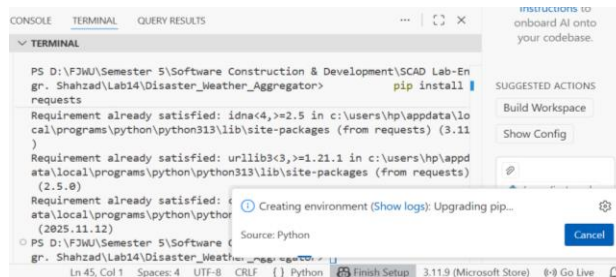 CONSOLE TERMINAL QUERY RESULTS ... [ ] ×
TERMINAL
PS D:\FJWU\Semester 5\Software Construction & Development\SCAD Lab-En
gr. Shahzad\Lab14\Disaster_Weather_Aggregator> pip install
requests
Requirement already satisfied: idna<4,>=2.5 in c:\users\hp\appdata\lo
cal\programs\python\python313\lib\site-packages (from requests) (3.11
)
Requirement already satisfied: urllib3<3,>=1.21.1 in c:\users\hp\appd
ata\local\programs\python\python313\lib\site-packages (from requests)
(2.5.0)
Requirement already satisfied:
ata\local\programs\python\python
(2025.11.12)
PS D:\FJWU\Semester 5\Software
gr. Shahzad\Lab14\Disaster_Weather_Aggregator>
Creating environment (Show logs): Upgrading pip...
Source: Python
Cancel
instructions to
onboard AI onto
your codebase.
SUGGESTED ACTIONS
Build Workspace
Show Config
Ln 45, Col 1 Spaces: 4 UTF-8 CRLF { } Python Finish Setup 3.11.9 (Microsoft Store) Go Live